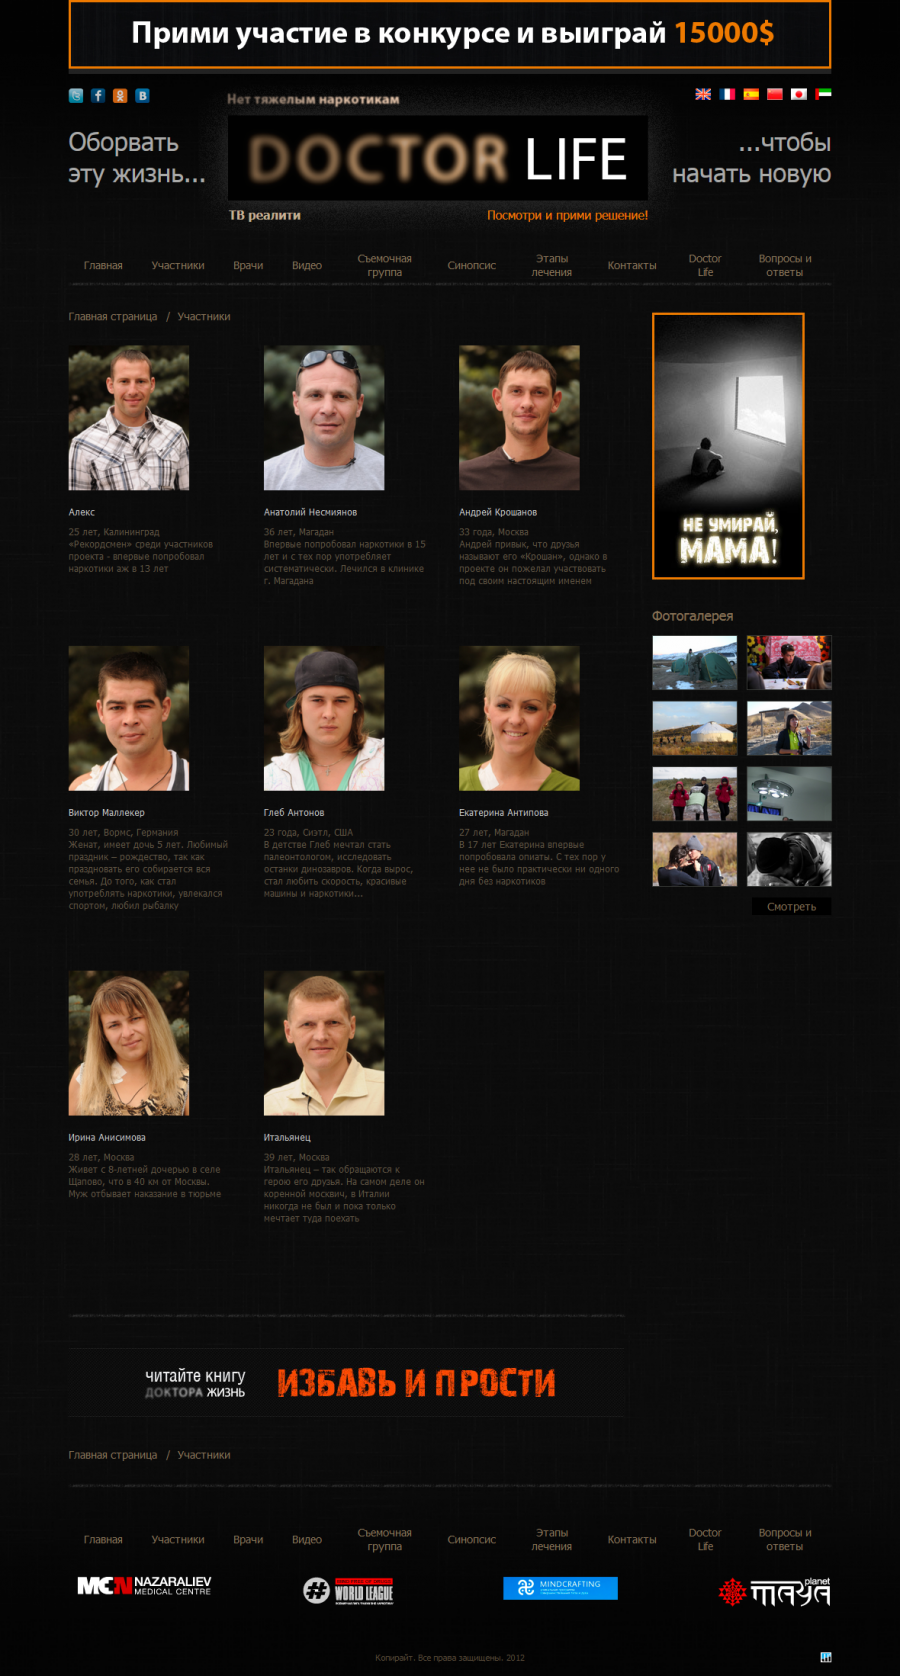 Прими участие в конкурсе и выиграй 15000$
Нет тяжелым наркотикам
Оборвать
эту жизнь...
DOCTOR LIFE
...чтобы
начать новую
ТВ реалити
Посмотри и прими решение!
Главная
Участники
Врачи
Видео
Съемочная
группа
Синопсис
Этапы
лечения
Контакты
Doctor
Life
Вопросы и
ответы
Главная страница / Участники
Алекс
25 лет, Калининград
«Рекордсмен» среди участников
проекта - впервые попробовал
наркотики аж в 13 лет
Анатолий Несмиянов
36 лет, Магадан
Впервые попробовал наркотики в 15
лет и с тех пор употребляет
систематически. Лечился в клинике
г. Магадана
Андрей Крошанов
33 года, Москва
Андрей привык, что друзья
называют его «Крошан», однако в
проекте он пожелал участвовать
под своим настоящим именем
НЕ УМИРАЙ,
МАМА!
Фотогалерея
Смотреть
Виктор Маллекер
30 лет, Вормс, Германия
Женат, имеет дочь 5 лет. Любимый
праздник – рождество, так как
праздновать его собирается вся
семья. До того, как стал
употреблять наркотики, увлекался
спортом, любил рыбалку
Глеб Антонов
23 года, Сиэтл, США
В детстве Глеб мечтал стать
палеонтологом, исследовать
останки динозавров. Когда вырос,
стал любить скорость, красивые
машины и наркотики...
Екатерина Антипова
27 лет, Магадан
В 17 лет Екатерина впервые
попробовала опиаты. С тех пор у
нее не было практически ни одного
дня без наркотиков
Ирина Анисимова
28 лет, Москва
Живет с 8-летней дочерью в селе
Щапово, что в 40 км от Москвы.
Муж отбывает наказание в тюрьме
Итальянец
39 лет, Москва
Итальянец – так обращаются к
герою его друзья. На самом деле он
коренной москвич, в Италии
никогда не был и пока только
мечтает туда поехать
читайте книгу
ДОКТОРА ЖИЗНЬ
ИЗБАВЬ И ПРОСТИ
Главная страница / Участники
Главная
Участники
Врачи
Видео
Съемочная
группа
Синопсис
Этапы
лечения
Контакты
Doctor
Life
Вопросы и
ответы
MCN NAZARALIEV
MEDICAL CENTRE
WORLD LEAGUE
MINDCRAFTING
planet
maya
Копирайт. Все права защищены. 2012